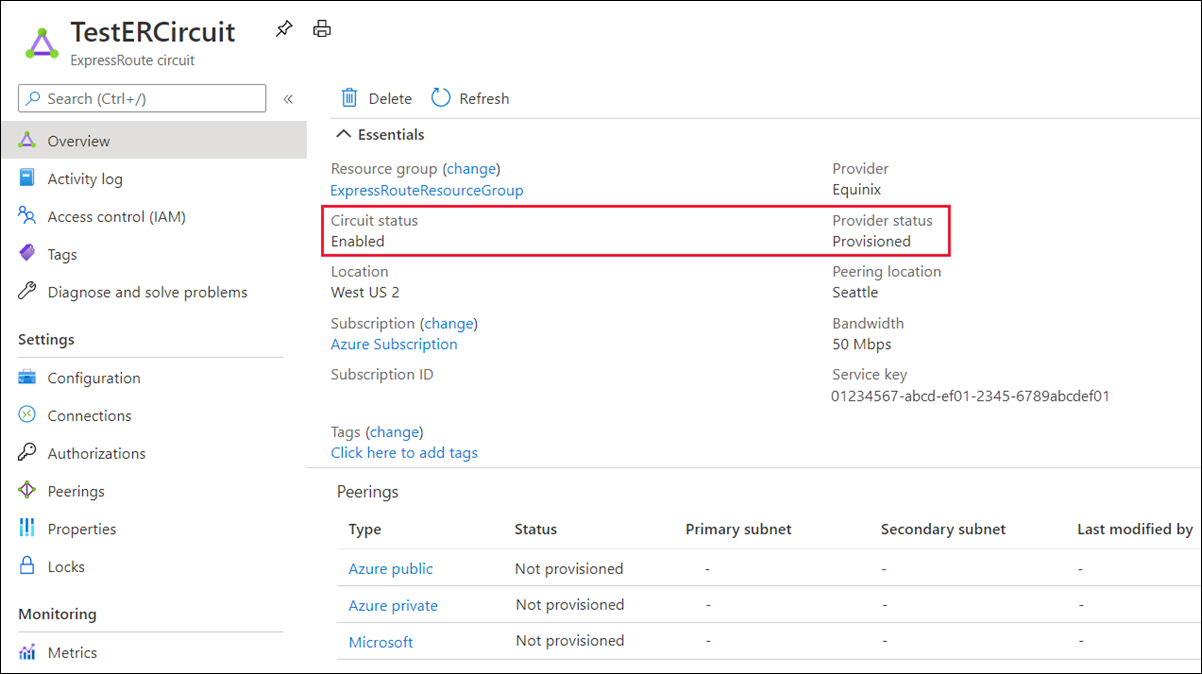 TestERCircuit
ExpressRoute circuit
Search (Ctrl+/)
«
Overview
Activity log
Access control (IAM)
Tags
Diagnose and solve problems
Settings
Configuration
Connections
Authorizations
Peerings
Properties
Locks
Monitoring
Metrics
Delete Refresh
Essentials
Resource group (change) Provider
ExpressRouteResourceGroup Equinix
Circuit status Provider status
Enabled Provisioned
Location Peering location
West US 2 Seattle
Subscription (change) Bandwidth
Azure Subscription 50 Mbps
Subscription ID Service key
01234567-abcd-ef01-2345-6789abcdef01
Tags (change)
Click here to add tags
Peerings
Type Status Primary subnet Secondary subnet Last modified by
Azure public Not provisioned - - -
Azure private Not provisioned - - -
Microsoft Not provisioned - - -